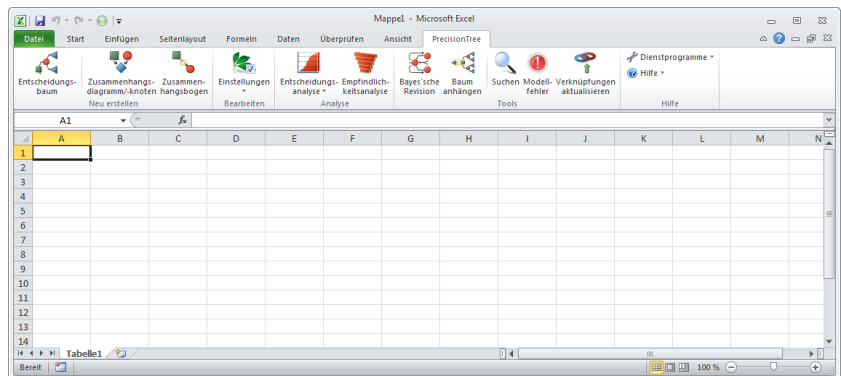 Mappe1 - Microsoft Excel
Datei Start Einfügen Seitenlayout Formeln Daten Überprüfen Ansicht PrecisionTree
Entscheidungs- Zusammenhangs- Zusammen- Einstellungen Entscheidungs- Empfindlich- Bayes'sche Baum Suchen Modell- Verknüpfungen Dienstprogramme
baum diagramm/-knoten hangsbogen analyse keitsanalyse Revision anhängen fehler aktualisieren Hilfe
Neu erstellen Bearbeiten Analyse Tools Hilfe
A1 fx
A B C D E F G H I J K L M N
1
2
3
4
5
6
7
8
9
10
11
12
13
14
Tabelle1
Bereit 100 %